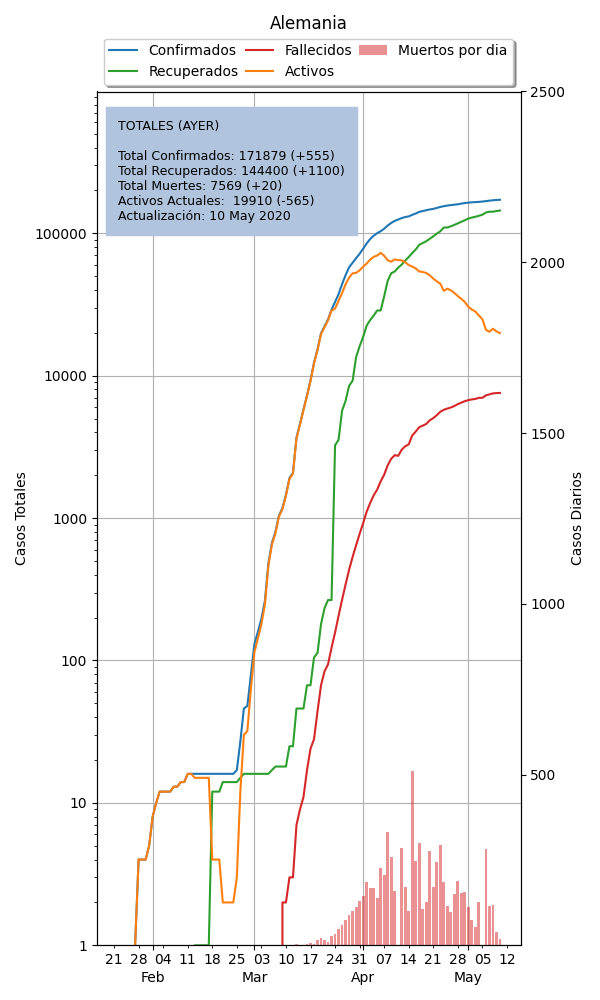 Alemania
Confirmados
Recuperados
Fallecidos
Activos
Muertos por dia
TOTALES (AYER)
Total Confirmados: 171879 (+555)
Total Recuperados: 144400 (+1100)
Total Muertes: 7569 (+20)
Activos Actuales:  19910 (-565)
Actualización: 10 May 2020
Casos Totales
100000
10000
1000
100
10
1
2500
2000
1500
1000
500
Casos Diarios
21 28 04 11 18 25 03 10 17 24 31 07 14 21 28 05 12
Feb Mar Apr May